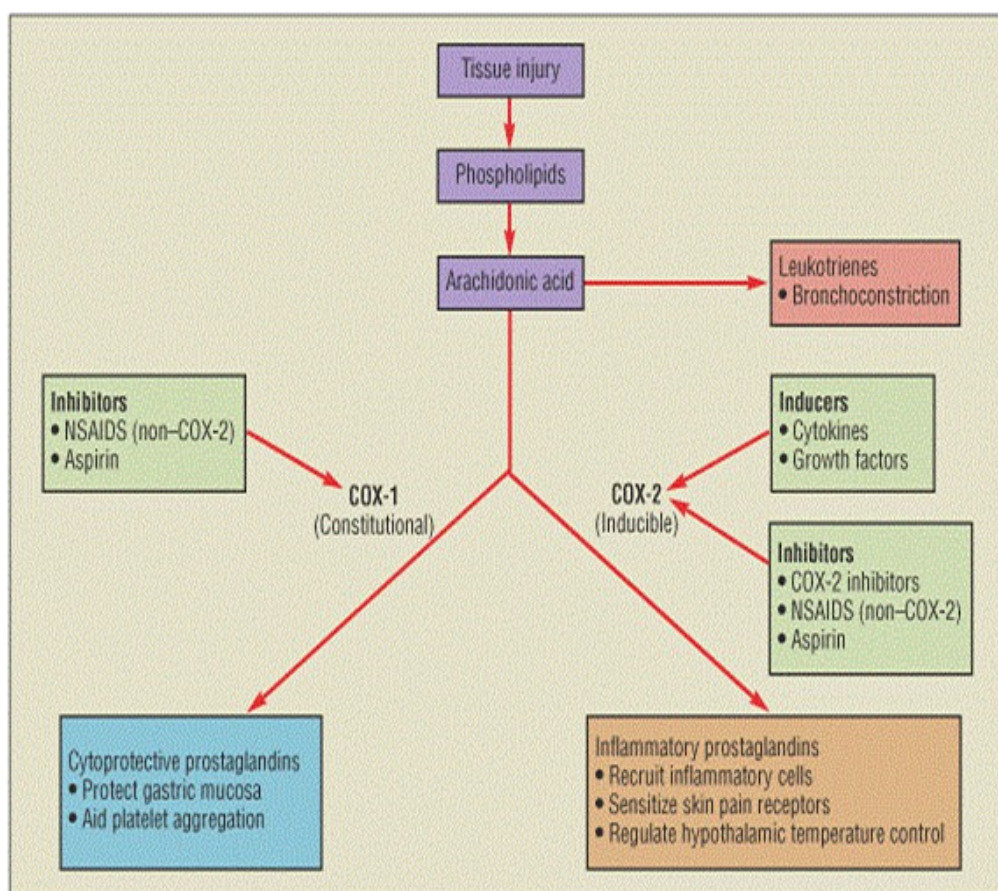 Tissue injury
Phospholipids
Arachidonic acid
Leukotrienes
• Bronchoconstriction
Inhibitors
• NSAIDS (non–COX-2)
• Aspirin
COX-1
(Constitutional)
COX-2
(Inducible)
Inducers
• Cytokines
• Growth factors
Inhibitors
• COX-2 inhibitors
• NSAIDS (non–COX-2)
• Aspirin
Cytoprotective prostaglandins
• Protect gastric mucosa
• Aid platelet aggregation
Inflammatory prostaglandins
• Recruit inflammatory cells
• Sensitize skin pain receptors
• Regulate hypothalamic temperature control